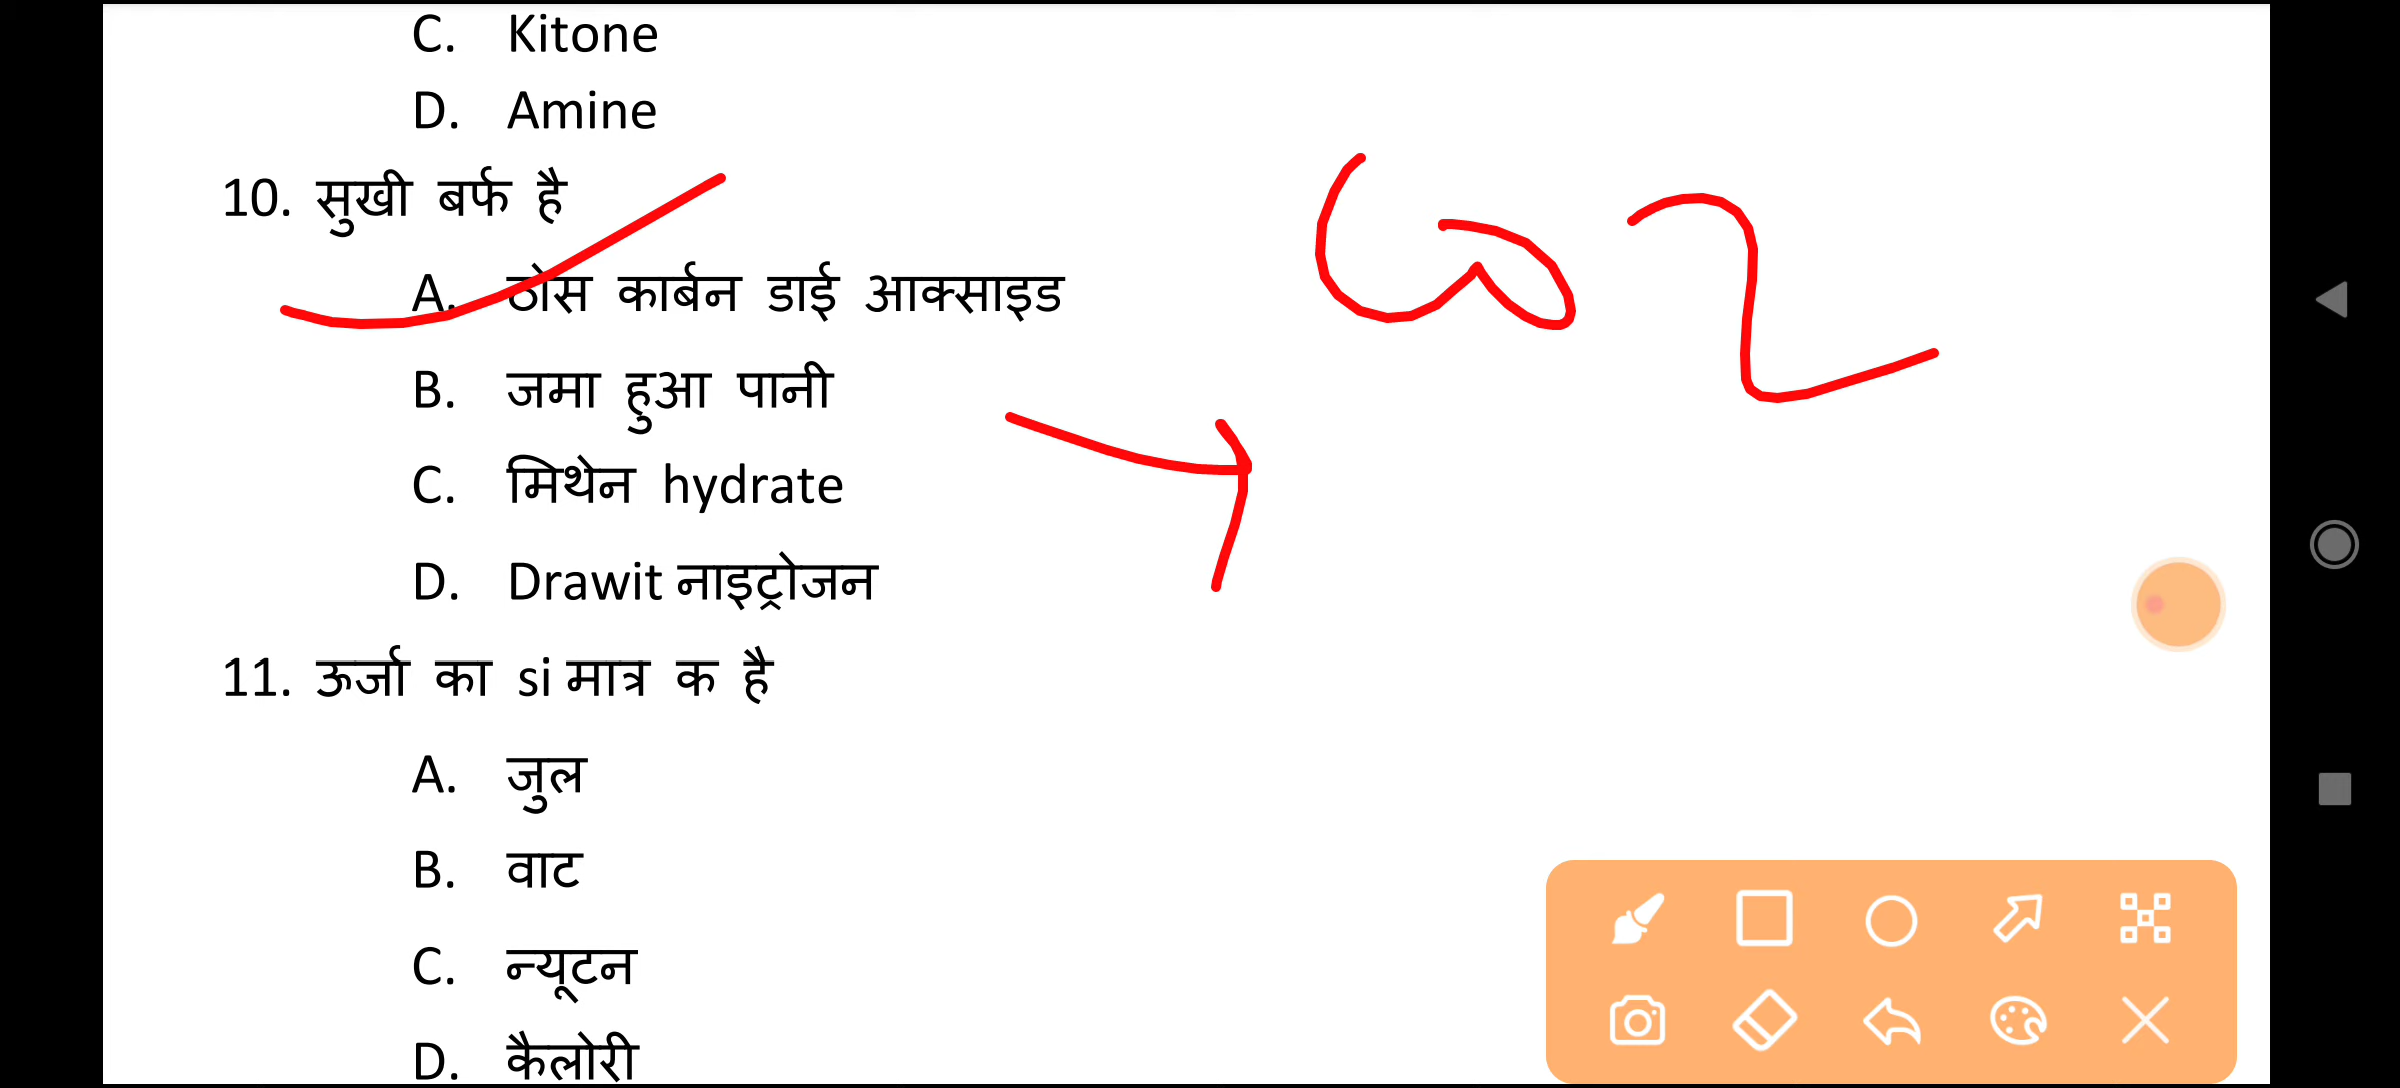 C. Kitone
D. Amine
10. सुखी बर्फ है CO2
A. ठोस कार्बन डाई आक्साइड
B. जमा हुआ पानी
C. मिथेन hydrate
D. Drawit नाइट्रोजन
11. ऊर्जा का si मात्र क है
A. जुल
B. वाट
C. न्यूटन
D. कैलोरी